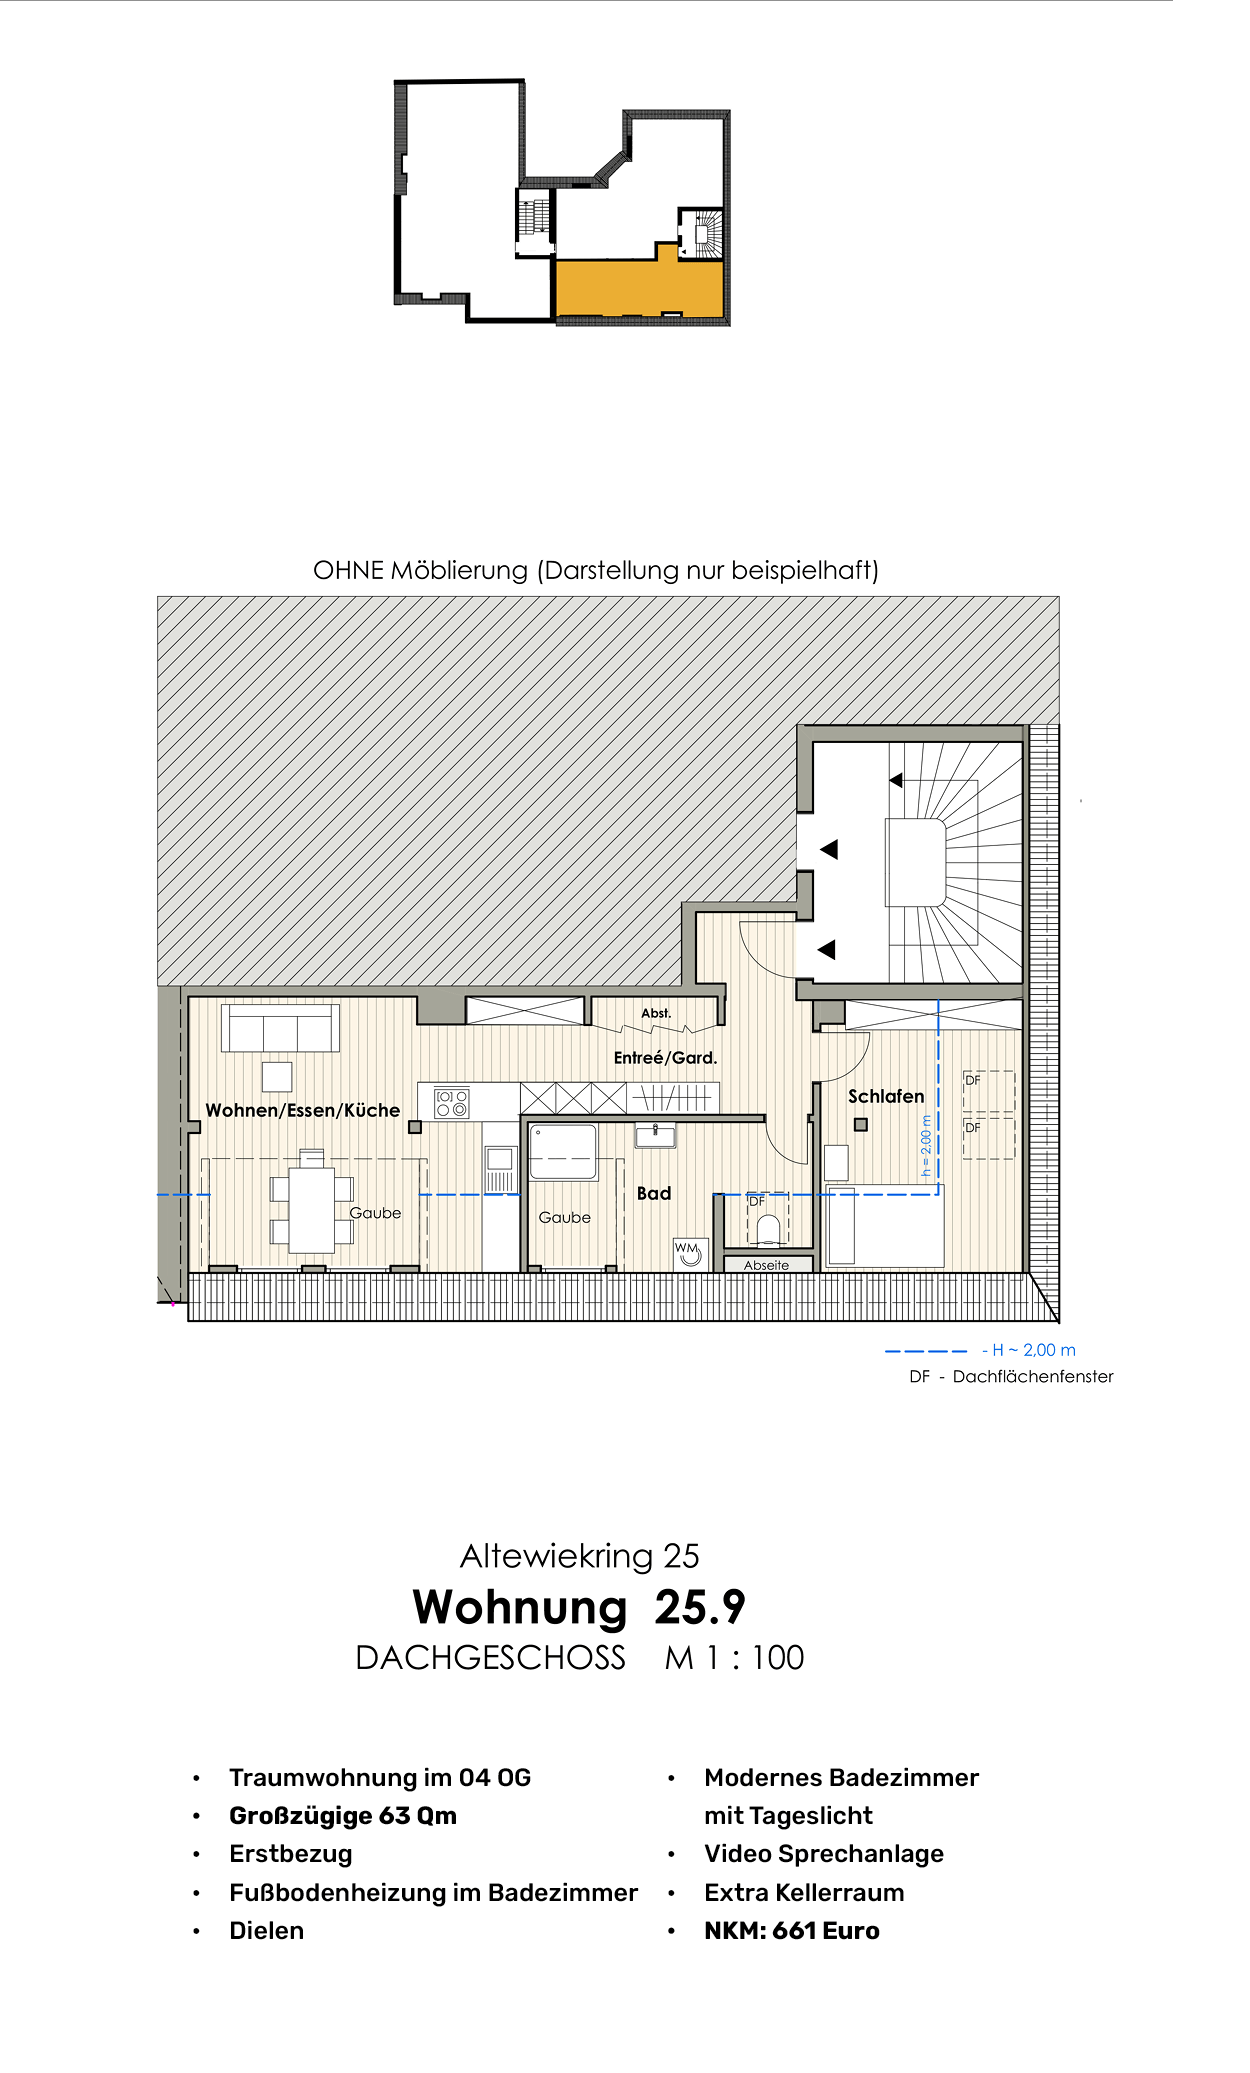 OHNE Möblierung (Darstellung nur beispielhaft)
Abst.
Entreé/Gard.
Wohnen/Essen/Küche
Schlafen
DF
DF
h = 2,00 m
Bad
DF
Gaube
Gaube
WM
Abseite
- H ~ 2,00 m
DF - Dachflächenfenster
Altewiekring 25
Wohnung 25.9
DACHGESCHOSS M 1 : 100
• Traumwohnung im 04 OG
• Großzügige 63 Qm
• Erstbezug
• Fußbodenheizung im Badezimmer
• Dielen
• Modernes Badezimmer
mit Tageslicht
• Video Sprechanlage
• Extra Kellerraum
• NKM: 661 Euro